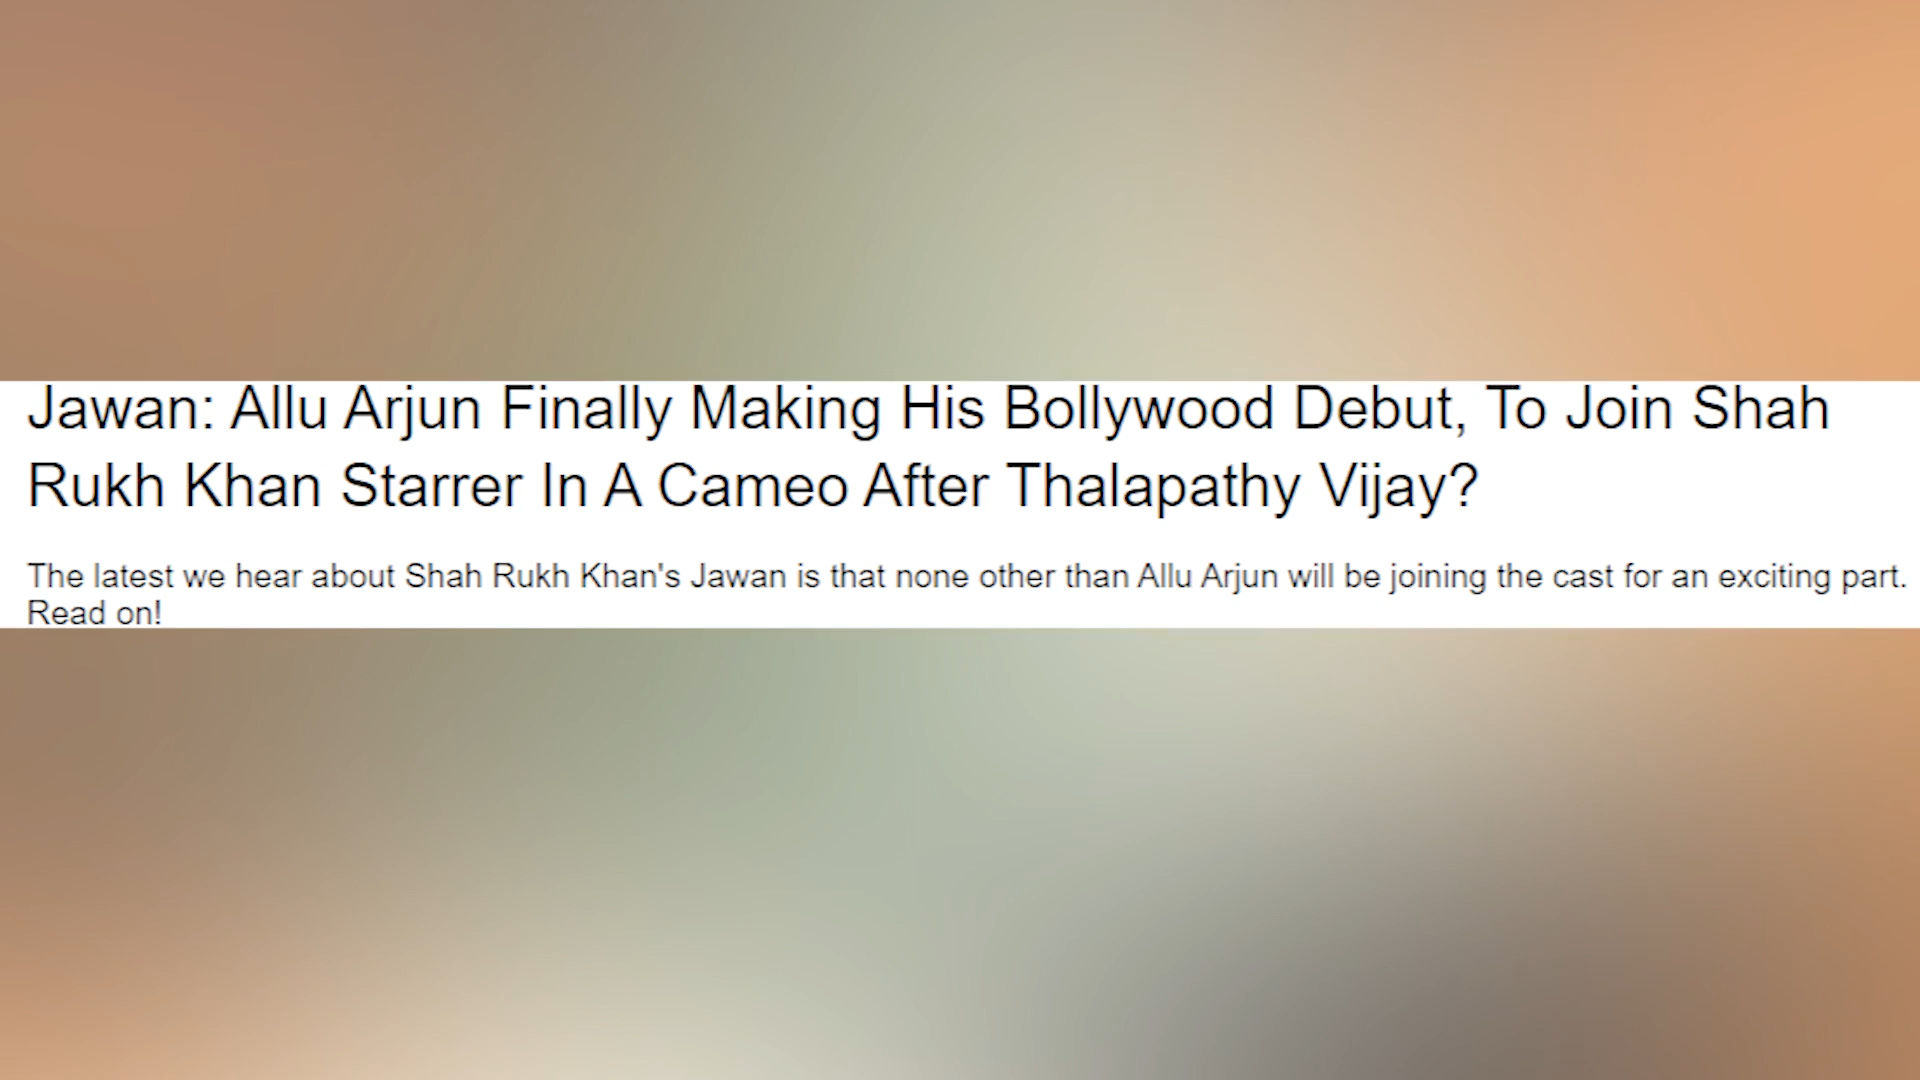 Jawan: Allu Arjun Finally Making His Bollywood Debut, To Join Shah
Rukh Khan Starrer In A Cameo After Thalapathy Vijay?
The latest we hear about Shah Rukh Khan's Jawan is that none other than Allu Arjun will be joining the cast for an exciting part.
Read on!